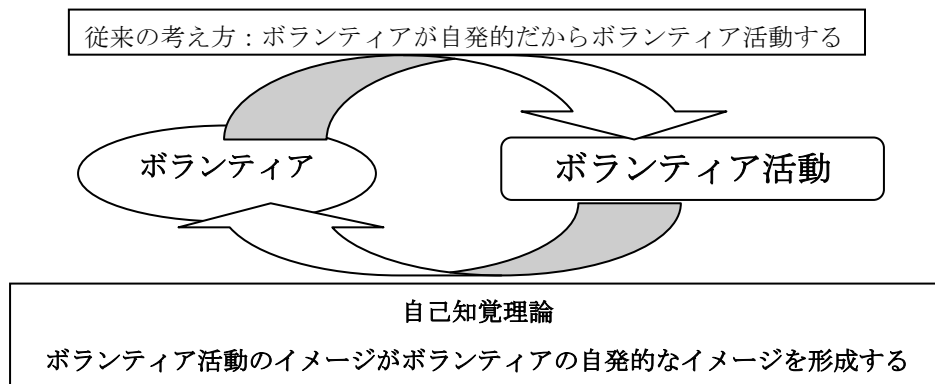 従来の考え方：ボランティアが自発的だからボランティア活動する
ボランティア
ボランティア活動
自己知覚理論
ボランティア活動のイメージがボランティアの自発的なイメージを形成する